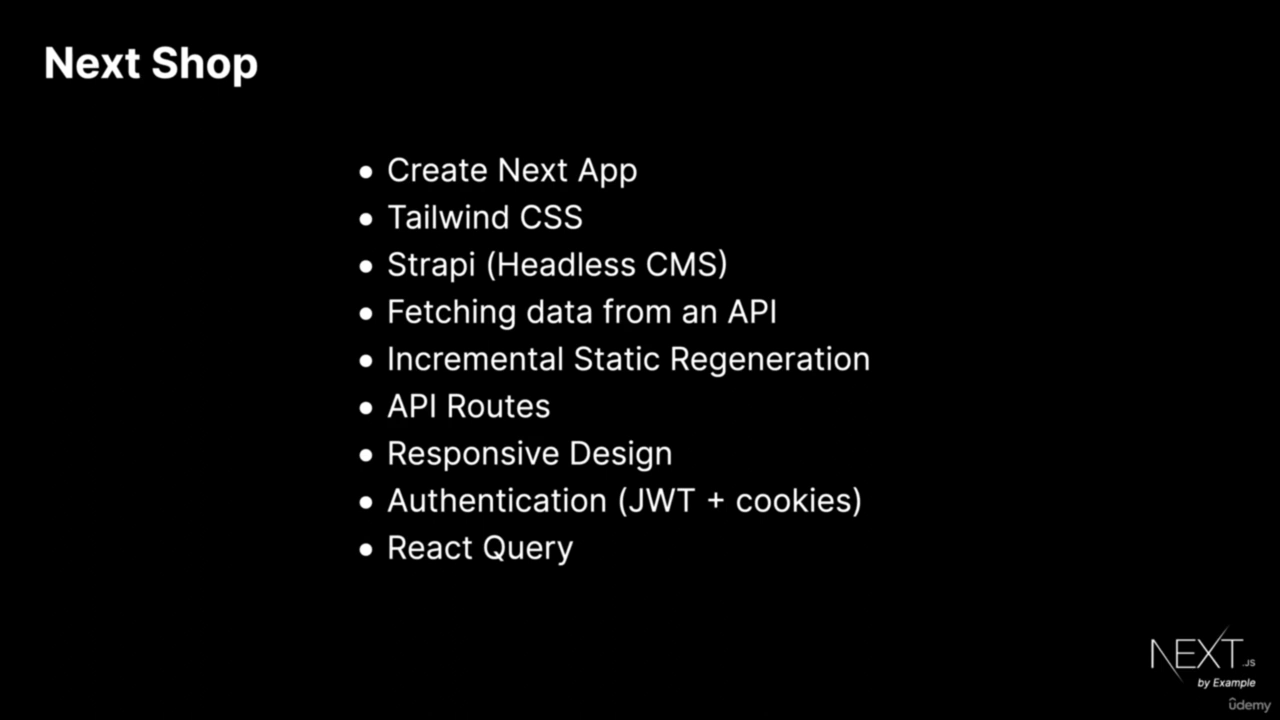 Next Shop
• Create Next App
• Tailwind CSS
• Strapi (Headless CMS)
• Fetching data from an API
• Incremental Static Regeneration
• API Routes
• Responsive Design
• Authentication (JWT + cookies)
• React Query
NEXT.JS
by Example
ûdemy